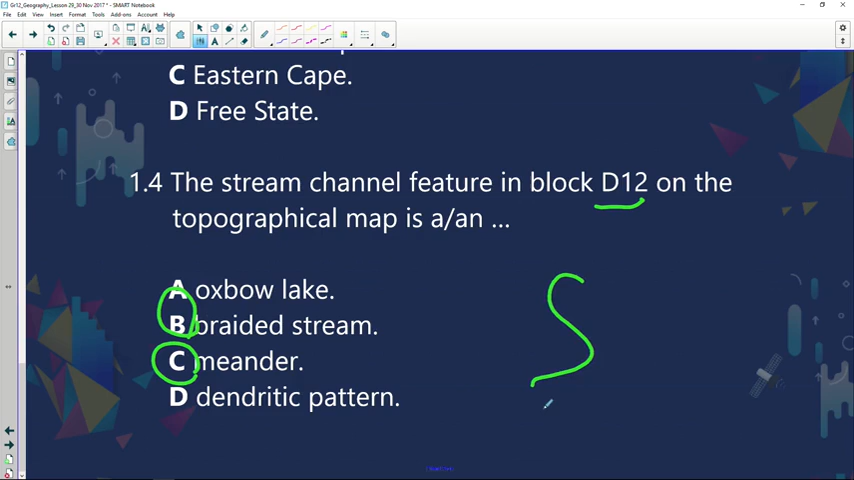 Gr12_Geography_Lesson 29_30 Nov 2017 * - SMART Notebook
File Edit View Insert Format Tools Add-ons Account Help
C Eastern Cape.
D Free State.
1.4 The stream channel feature in block D12 on the
topographical map is a/an ...
A oxbow lake.
B braided stream.
C meander.
D dendritic pattern.